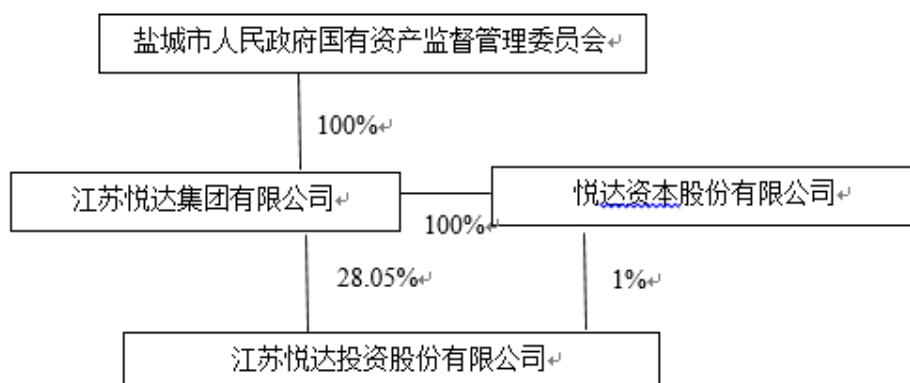 盐城市人民政府国有资产监督管理委员会↵
100%↵
江苏悦达集团有限公司↵
悦达资本股份有限公司↵
100%↵
28.05%↵
1%↵
江苏悦达投资股份有限公司↵